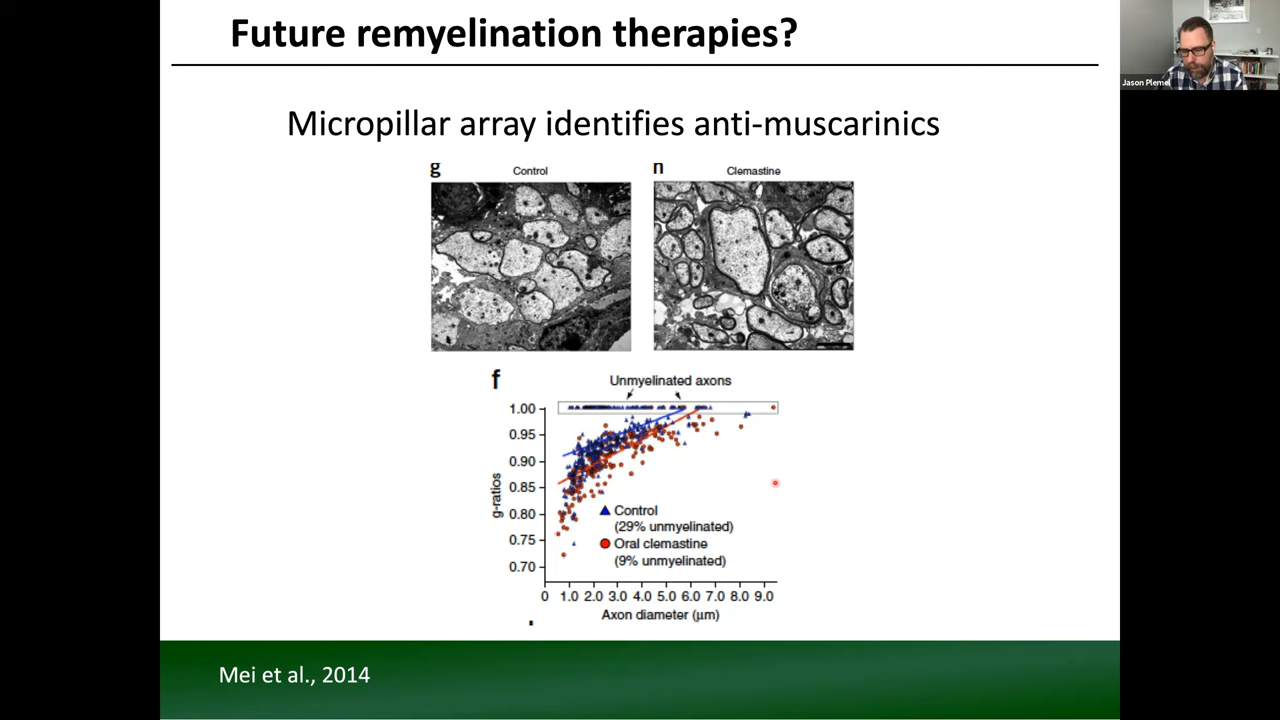 Future remyelination therapies?
Jason Pleme
Micropillar array identifies anti-muscarinics
g
Control
Clemastine
f
Unmyelinated axons
1.00
0.95
0.90
0.85
0.80
0.75
0.70
g-ratios
Control
(29% unmyelinated)
Oral clemastine
(9% unmyelinated)
0 1.0 2.0 3.0 4.0 5.0 6.0 7.0 8.0 9.0
Axon diameter (μm)
Mei et al., 2014